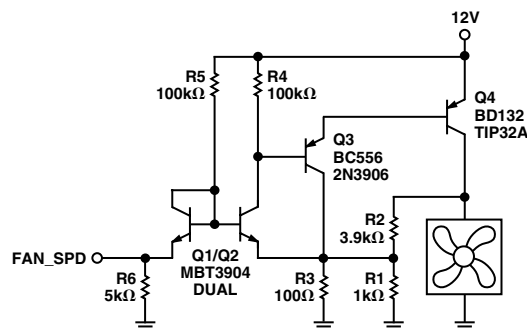 12V
R5
100kΩ
R4
100kΩ
Q4
BD132
TIP32A
Q3
BC556
2N3906
R2
3.9kΩ
FAN_SPD
Q1/Q2
MBT3904
DUAL
R6
5kΩ
R3
100Ω
R1
1kΩ